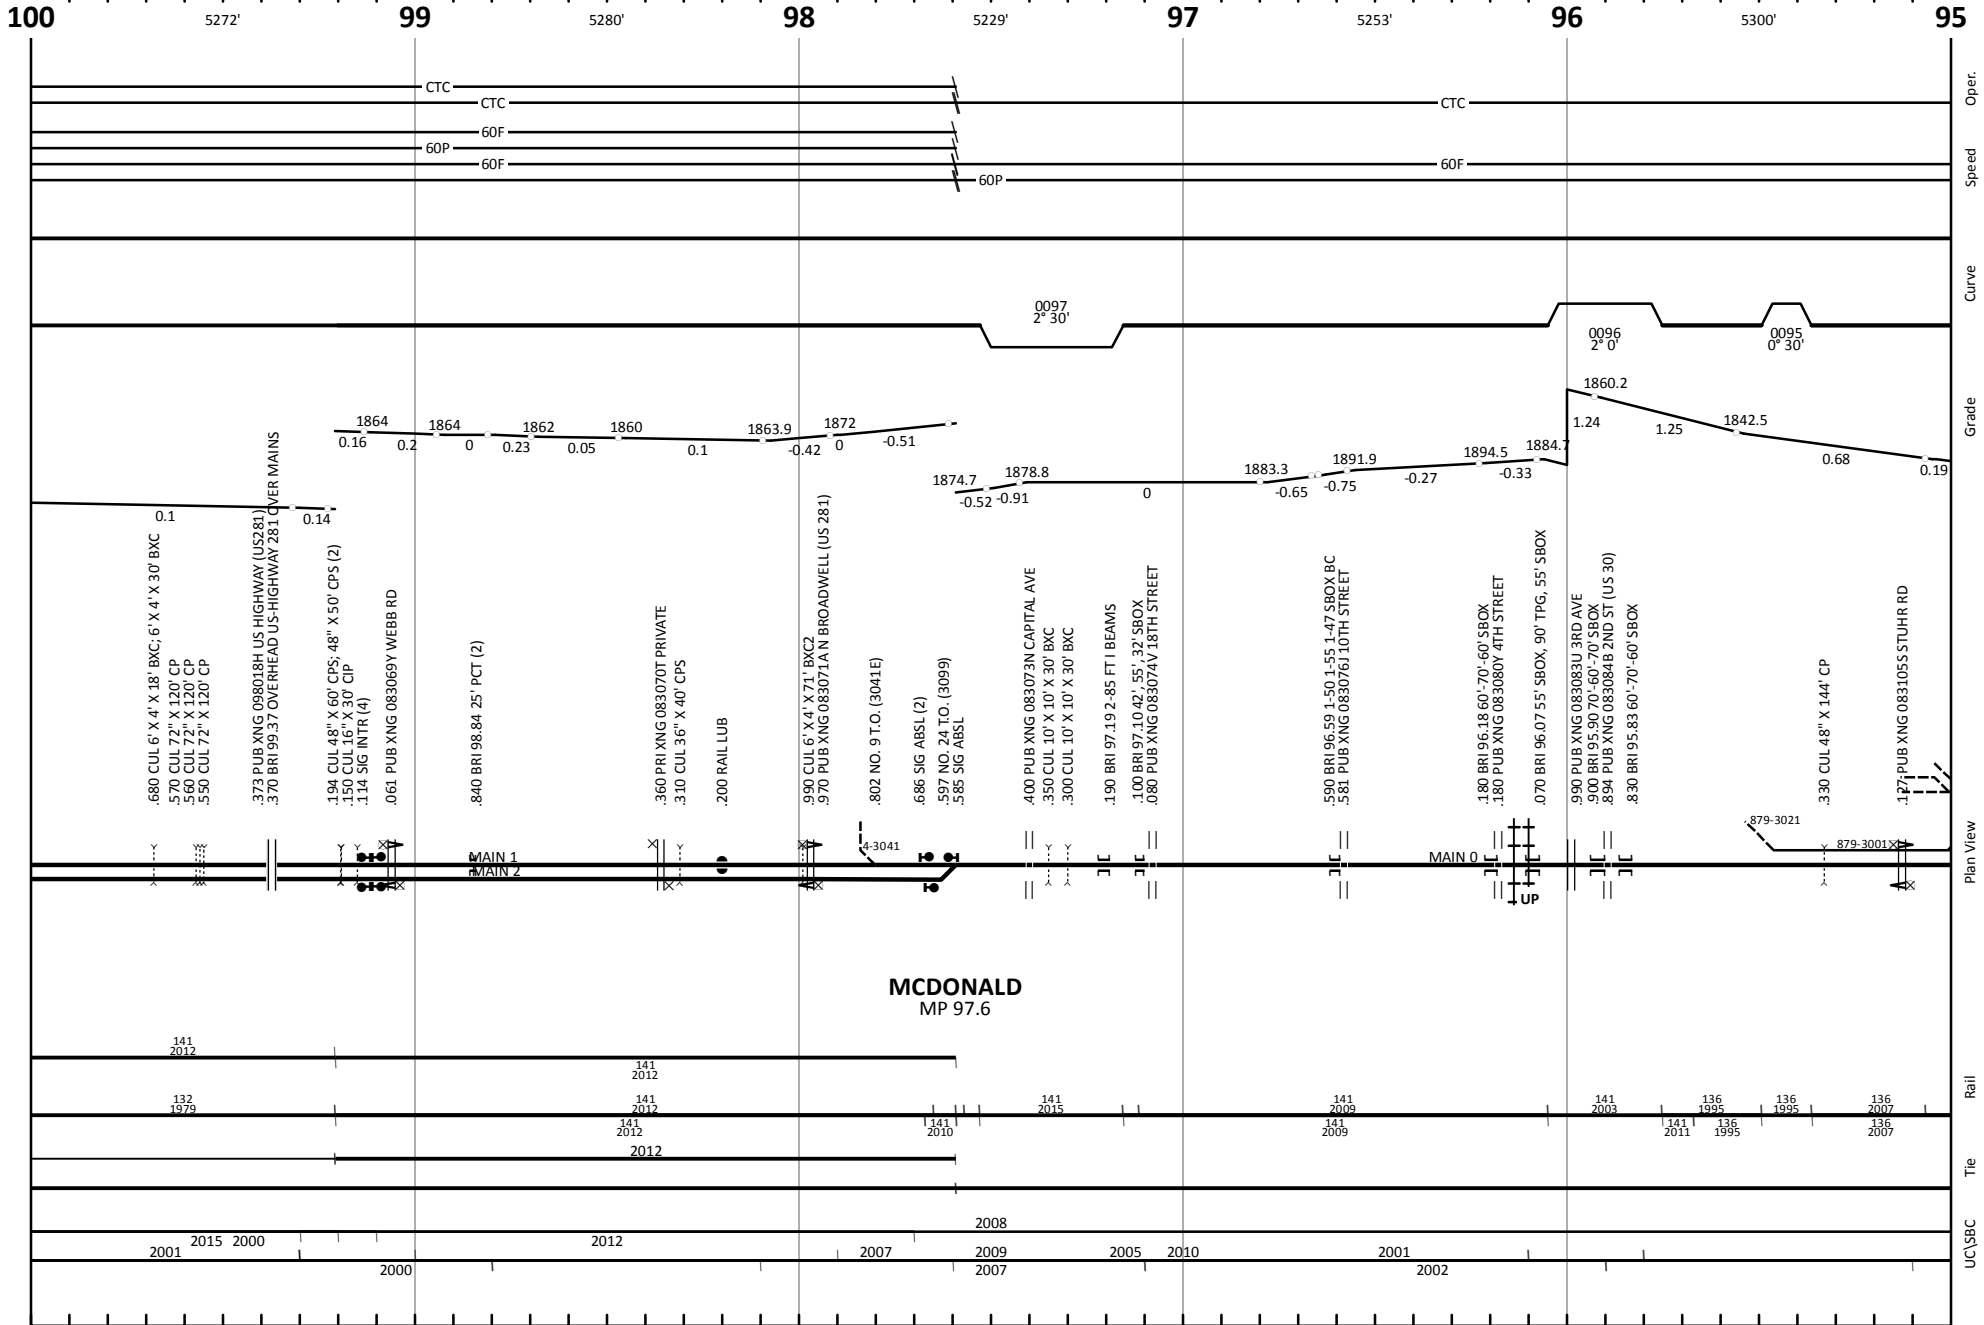 100 5272' 99 5280' 98 5229' 97 5253' 96 5300' 95
CTC
CTC CTC
Oper.
60F
60P
60F 60F
60P
Speed
Curve
0097
2° 30'
0096
2° 0'
0095
0° 30'
Grade
1864 1864 1862 1860 1863.9 1872
0.16 0.2 0 0.23 0.05 0.1 -0.42 0 -0.51
0.1 0.14
1874.7 1878.8 1883.3 1891.9 1894.5 1884.7 1860.2 1842.5
-0.52 -0.91 0 -0.65 -0.75 -0.27 -0.33 1.24 1.25 0.68 0.19
.680 CUL 6' X 4' X 18' BXC; 6' X 4' X 30' BXC
.570 CUL 72" X 120' CP
.560 CUL 72" X 120' CP
.550 CUL 72" X 120' CP
.373 PUB XNG 098018H US HIGHWAY (US281)
.370 BRI 99.37 OVERHEAD US-HIGHWAY 281 OVER MAINS
.194 CUL 48" X 60' CPS; 48" X 50' CPS (2)
.150 CUL 16" X 30' CIP
.114 SIG INTR (4)
.061 PUB XNG 083069Y WEBB RD
.840 BRI 98.84 25' PCT (2)
.360 PRI XNG 083070T PRIVATE
.310 CUL 36" X 40' CPS
.200 RAIL LUB
.990 CUL 6' X 4' X 71' BXC2
.970 PUB XNG 083071A N BROADWELL (US 281)
.802 NO. 9 T.O. (3041E)
.686 SIG ABSL (2)
.597 NO. 24 T.O. (3099)
.585 SIG ABSL
.400 PUB XNG 083073N CAPITAL AVE
.350 CUL 10' X 10' X 30' BXC
.300 CUL 10' X 10' X 30' BXC
.190 BRI 97.19 2-85 FT I BEAMS
.100 BRI 97.10 42', 55', 32' SBOX
.080 PUB XNG 083074V 18TH STREET
.590 BRI 96.59 1-50 1-55 1-47 SBOX BC
.581 PUB XNG 083076J 10TH STREET
.180 BRI 96.18 60'-70'-60' SBOX
.180 PUB XNG 083080Y 4TH STREET
.070 BRI 96.07 55' SBOX, 90' TPG, 55' SBOX
.990 PUB XNG 083083U 3RD AVE
.900 BRI 95.90 70'-60'-70' SBOX
.894 PUB XNG 083084B 2ND ST (US 30)
.830 BRI 95.83 60'-70'-60' SBOX
.330 CUL 48" X 144' CP
.127 PUB XNG 083105S STUHR RD
Plan View
MAIN 1
MAIN 2
4-3041
MAIN 0
UP
879-3021
879-3001
MCDONALD
MP 97.6
141
2012
141
2012
Rail
132
1979
141
2012
141
2015
141
2009
141
2003
136
1995
136
1995
136
2007
141
2012
141
2010
141
2009
141
2011
136
1995
136
2007
Tie
2012
UC\SBC
2008
2015 2000 2012
2001 2007 2009 2005 2010 2001
2000 2007 2002